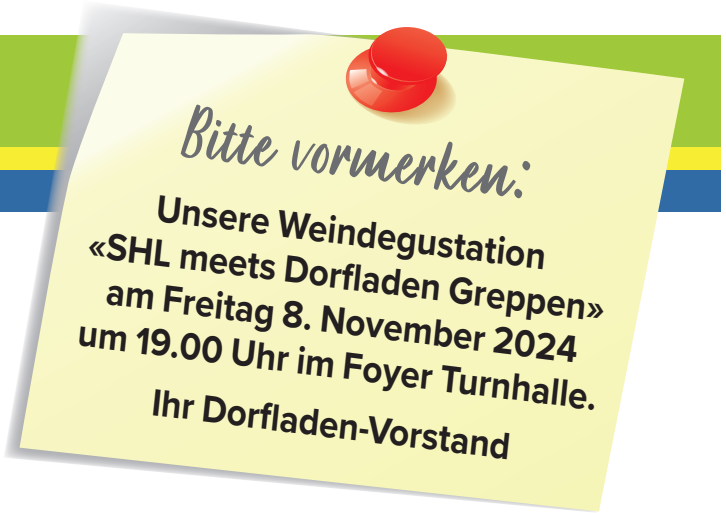 Bitte vormerken:
Unsere Weindegustation
«SHL meets Dorfladen Greppen»
am Freitag 8. November 2024
um 19.00 Uhr im Foyer Turnhalle.
Ihr Dorfladen-Vorstand